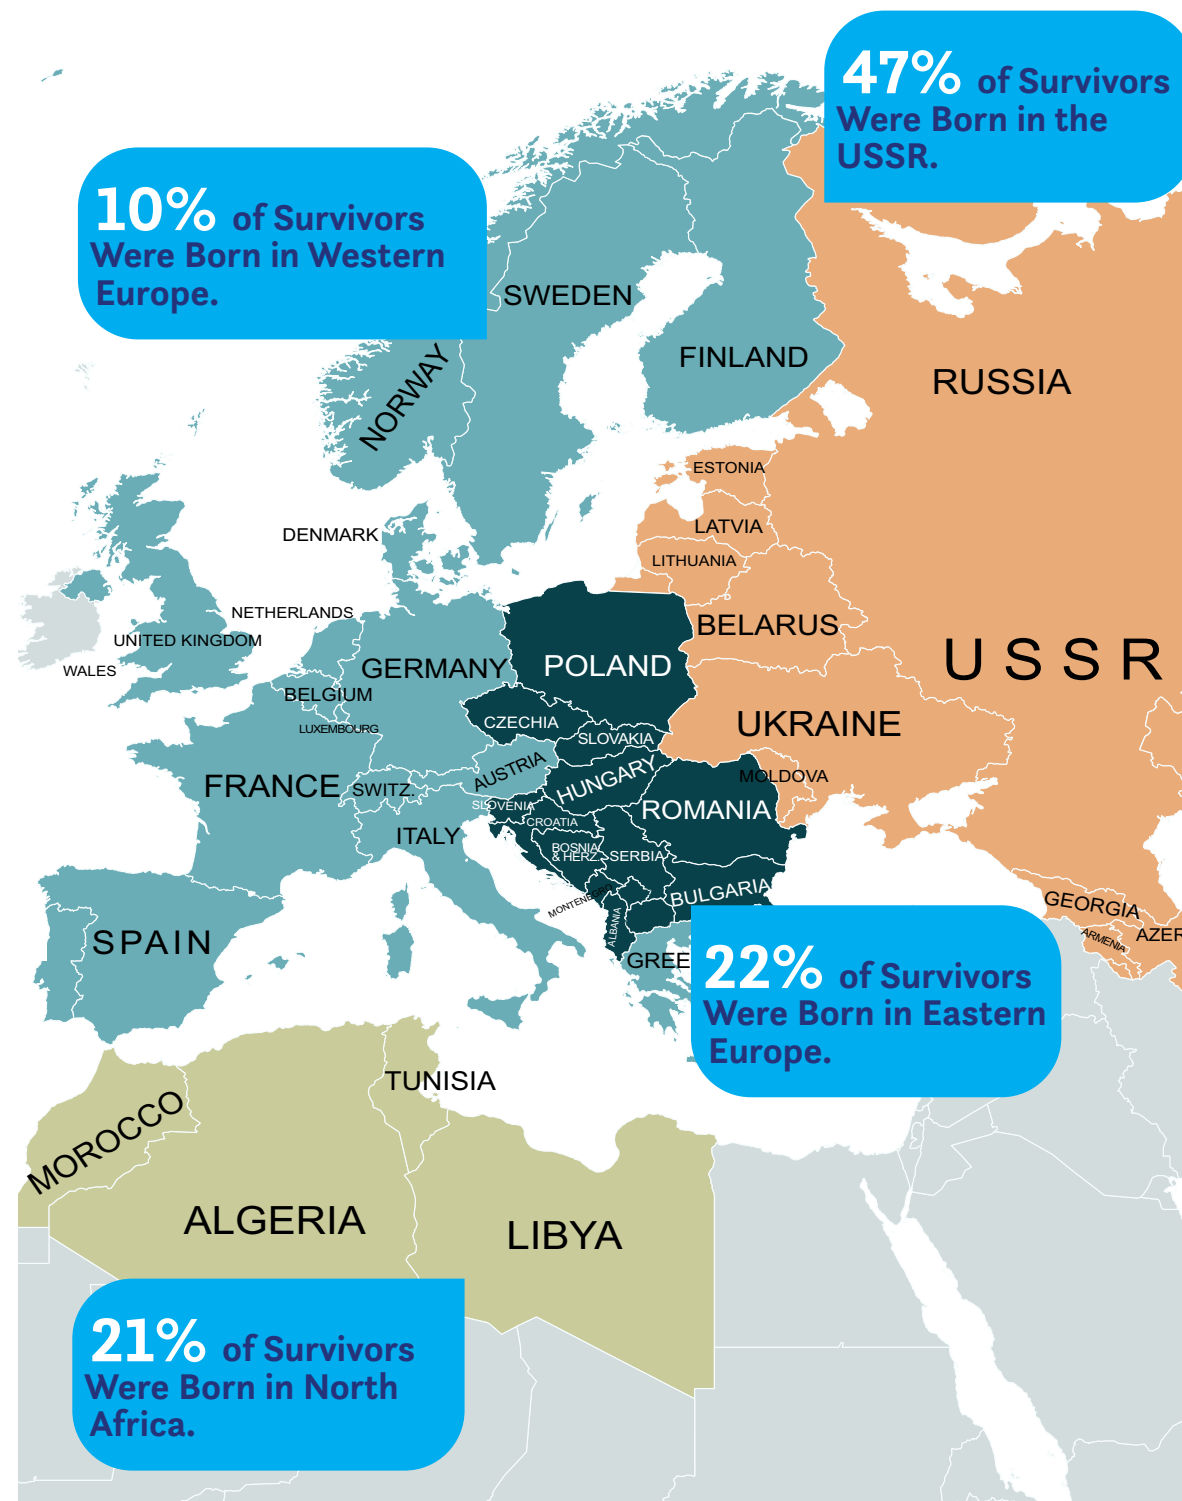 47% of Survivors
Were Born in the
USSR.
10% of Survivors
Were Born in Western
Europe.
SWEDEN
NORWAY
FINLAND
RUSSIA
ESTONIA
LATVIA
LITHUANIA
DENMARK
NETHERLANDS
UNITED KINGDOM
WALES
BELARUS
USSR
GERMANY
POLAND
BELGIUM
LUXEMBOURG
CZECHIA
SLOVAKIA
UKRAINE
FRANCE
SWITZ.
AUSTRIA
HUNGARY
MOLDOVA
SLOVENIA
ROMANIA
CROATIA
ITALY
BOSNIA
& HERZ.
SERBIA
MONTENEGRO
BULGARIA
GEORGIA
ARMENIA
AZER
ALBANIA
SPAIN
GREE
22% of Survivors
Were Born in Eastern
Europe.
TUNISIA
MOROCCO
ALGERIA
LIBYA
21% of Survivors
Were Born in North
Africa.